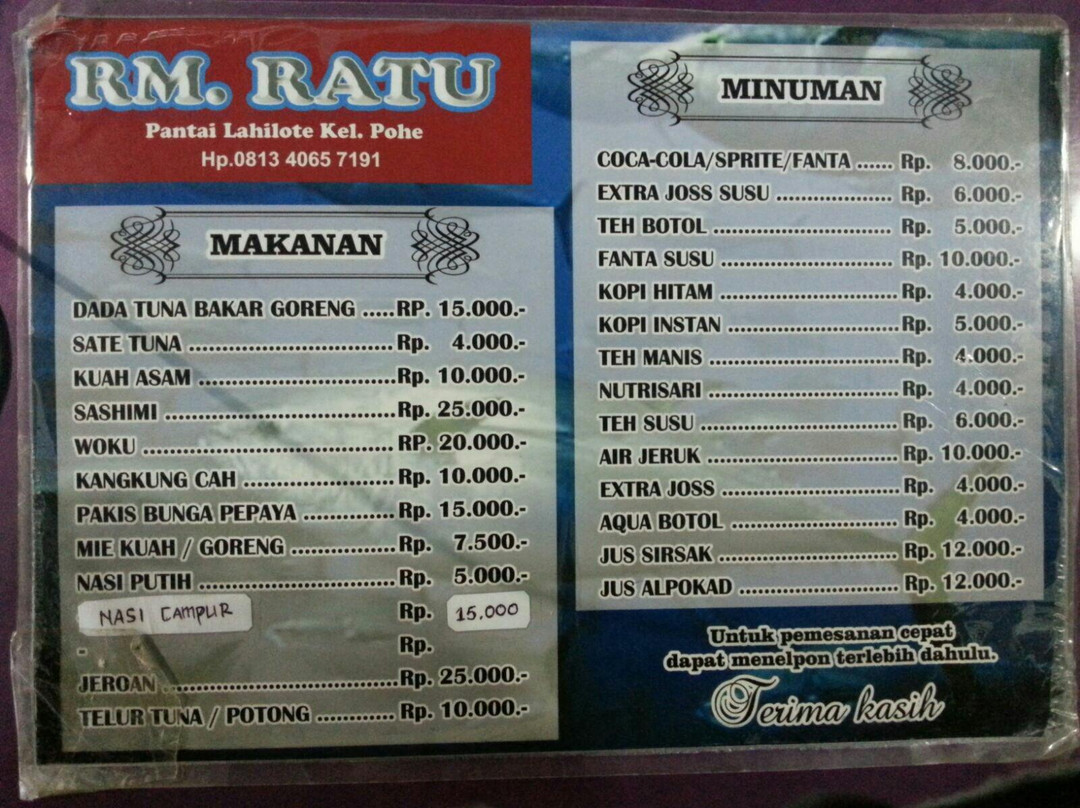 RM. RATU
Pantai Lahilote Kel. Pohe
Hp.0813 4065 7191
MAKANAN
DADA TUNA BAKAR GORENG .....RP. 15.000.-
SATE TUNA ................................Rp. 4.000.-
KUAH ASAM ..............................Rp. 10.000.-
SASHIMI ...................................Rp. 25.000.-
WOKU ......................................RP. 20.000.-
KANGKUNG CAH .......................Rp. 10.000.-
PAKIS BUNGA PEPAYA ..............Rp. 15.000.-
MIE KUAH / GORENG ................Rp. 7.500.-
NASI PUTIH ..............................Rp. 5.000.-
NASI CAMPUR Rp. 15,000
- Rp.
JEROAN ....................................Rp. 25.000.-
TELUR TUNA / POTONG ............Rp. 10.000.-
MINUMAN
COCA-COLA/SPRITE/FANTA ...... Rp. 8.000.-
EXTRA JOSS SUSU .................... Rp. 6.000.-
TEH BOTOL ............................... Rp. 5.000.-
FANTA SUSU .............................. Rp. 10.000.-
KOPI HITAM .............................. Rp. 4.000.-
KOPI INSTAN ............................. Rp. 5.000.-
TEH MANIS ................................ Rp. 4.000.-
NUTRISARI ................................ Rp. 4.000.-
TEH SUSU .................................. Rp. 6.000.-
AIR JERUK ................................. Rp. 10.000.-
EXTRA JOSS ............................... Rp. 4.000.-
AQUA BOTOL ............................. Rp. 4.000.-
JUS SIRSAK ................................ Rp. 12.000.-
JUS ALPOKAD ............................ Rp. 12.000.-
Untuk pemesanan cepat
dapat menelpon terlebih dahulu.
Terima kasih